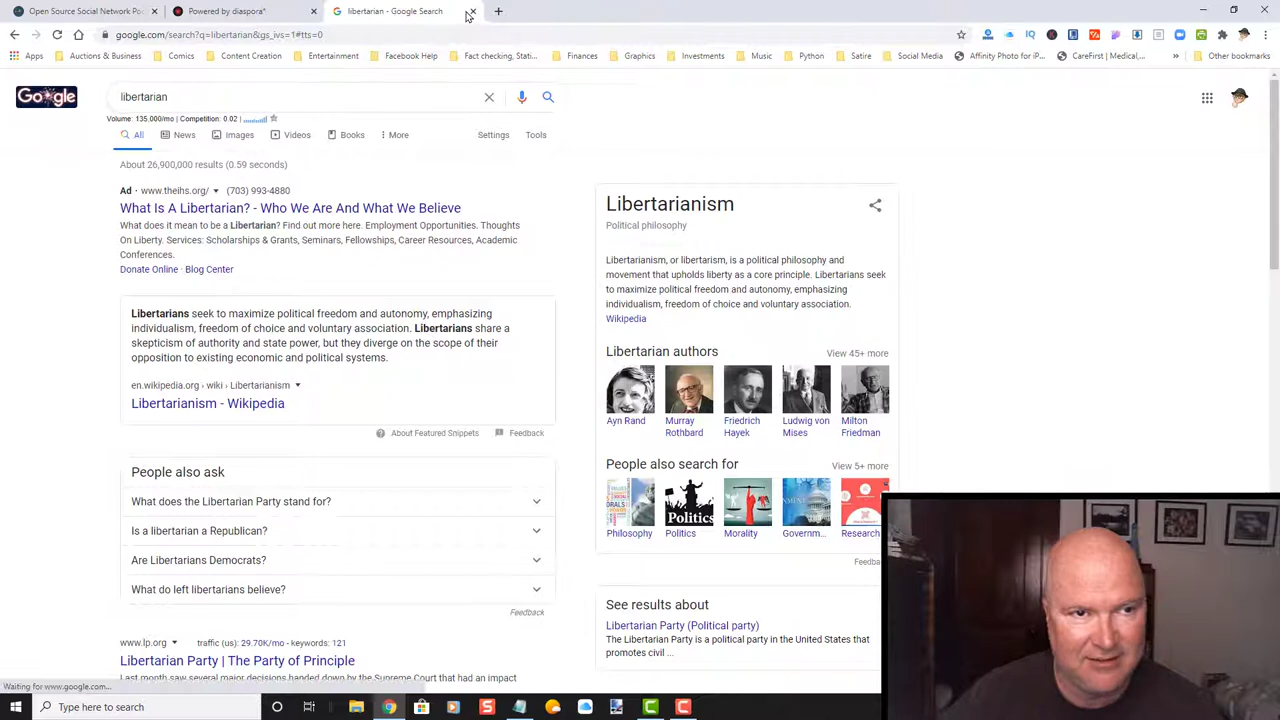 Open Source Social Network Po
Powered by diaspora*
libertarian - Google Search
google.com/search?q=libertarian&gs_ivs=1#tts=0
Apps
Auctions & Business
Comics
Content Creation
Entertainment
Facebook Help
Fact checking, Stati...
Finances
Graphics
Investments
Music
Python
Satire
Social Media
Affinity Photo for iP...
CareFirst | Medical,...
»
Other bookmarks
Google
libertarian
Volume: 135,000/mo | Competition: 0.02 |
All
News
Images
Videos
Books
More
Settings
Tools
About 26,900,000 results (0.59 seconds)
Ad · www.theihs.org/ (703) 993-4880
What Is A Libertarian? - Who We Are And What We Believe
What does it mean to be a Libertarian? Find out more here. Employment Opportunities. Thoughts
On Liberty. Services: Scholarships & Grants, Seminars, Fellowships, Career Resources, Academic
Conferences.
Donate Online · Blog Center
Libertarians seek to maximize political freedom and autonomy, emphasizing
individualism, freedom of choice and voluntary association. Libertarians share a
skepticism of authority and state power, but they diverge on the scope of their
opposition to existing economic and political systems.
en.wikipedia.org › wiki › Libertarianism
Libertarianism - Wikipedia
About Featured Snippets
Feedback
People also ask
What does the Libertarian Party stand for?
Is a libertarian a Republican?
Are Libertarians Democrats?
What do left libertarians believe?
Feedback
www.lp.org traffic (us): 29.70K/mo - keywords: 121
Libertarian Party | The Party of Principle
Last month saw several major decisions handed down by the Supreme Court that had an impact
Libertarianism
Political philosophy
Libertarianism, or libertarism, is a political philosophy and
movement that upholds liberty as a core principle. Libertarians seek
to maximize political freedom and autonomy, emphasizing
individualism, freedom of choice and voluntary association.
Wikipedia
Libertarian authors
View 45+ more
Ayn Rand
Murray
Rothbard
Friedrich
Hayek
Ludwig von
Mises
Milton
Friedman
People also search for
View 5+ more
Politics
Philosophy
Politics
Morality
Governm...
Research
Feedba
See results about
Libertarian Party (Political party)
The Libertarian Party is a political party in the United States that
promotes civil ...
Waiting for www.google.com...
Type here to search